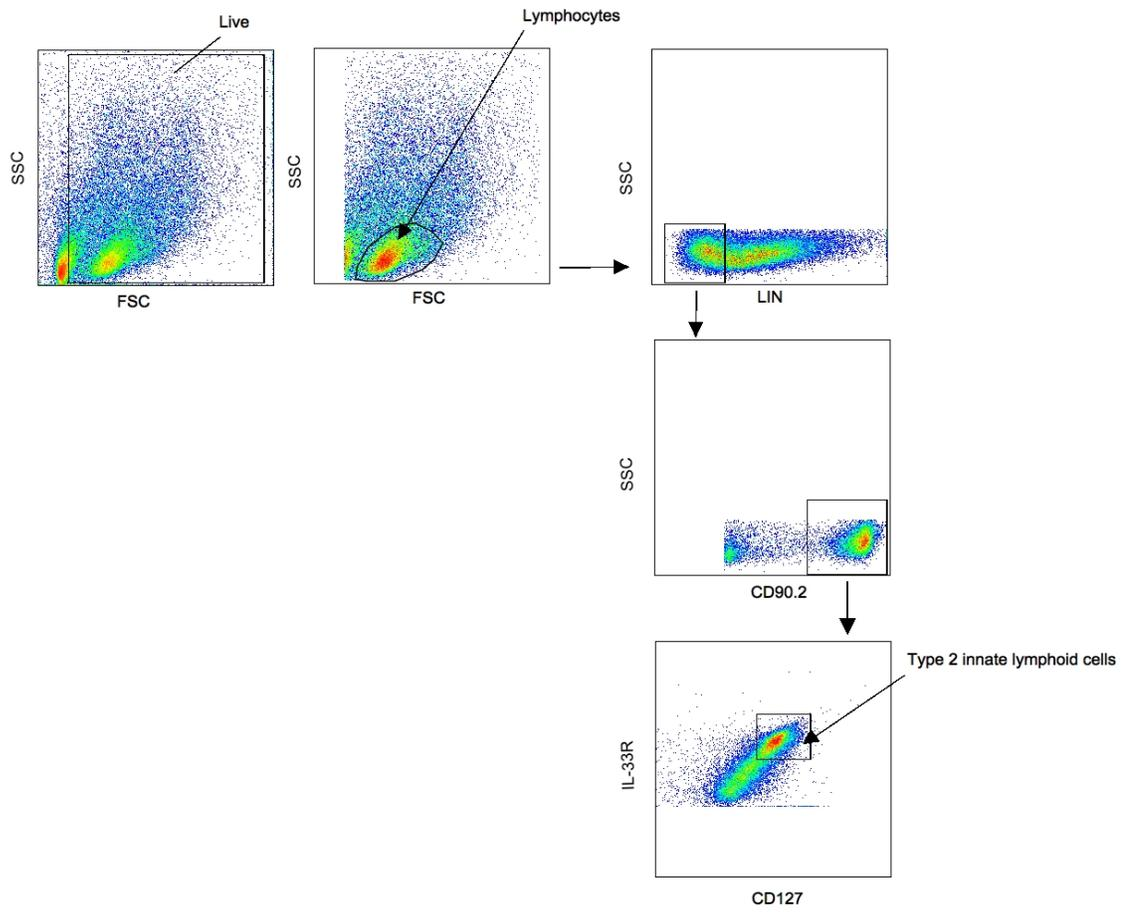 Live
Lymphocytes
SSC
SSC
SSC
FSC
FSC
LIN
SSC
CD90.2
Type 2 innate lymphoid cells
IL-33R
CD127